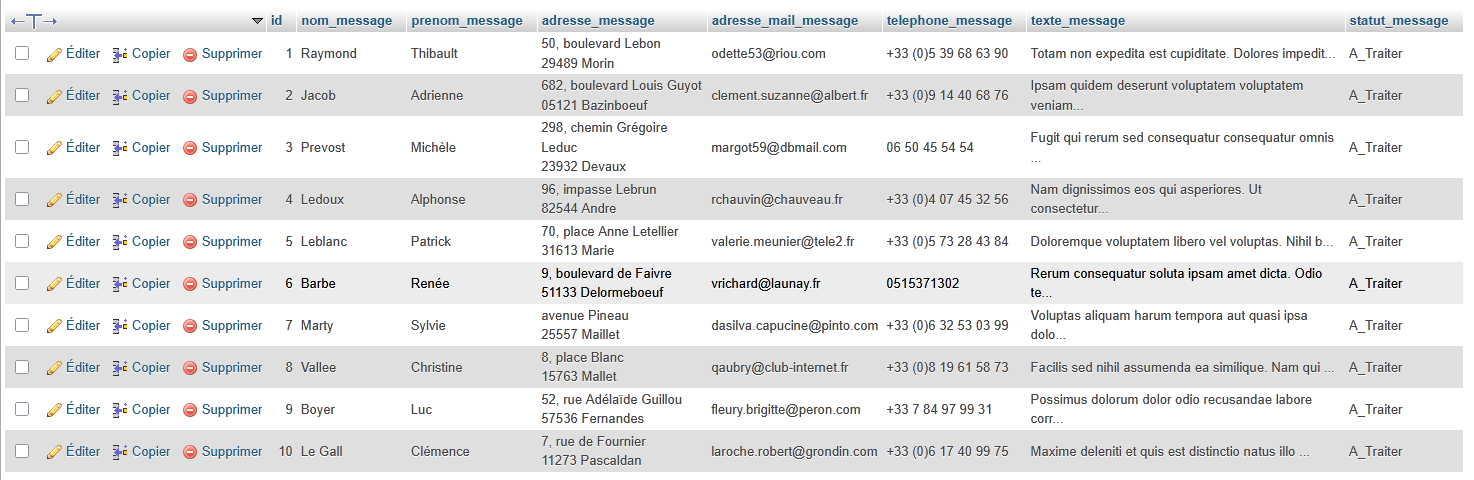 ←T→ id nom_message prenom_message adresse_message adresse_mail_message telephone_message texte_message statut_message
Éditer Copier Supprimer 1 Raymond Thibault 50, boulevard Lebon odette53@riou.com +33 (0)5 39 68 63 90 Totam non expedita est cupiditate. Dolores impedit... A_Traiter
29489 Morin
Éditer Copier Supprimer 2 Jacob Adrienne 682, boulevard Louis Guyot clement.suzanne@albert.fr +33 (0)9 14 40 68 76 Ipsam quidem deserunt voluptatem voluptatem A_Traiter
05121 Bazinboeuf veniam...
Éditer Copier Supprimer 3 Prevost Michèle 298, chemin Grégoire margot59@dbmail.com 06 50 45 54 54 Fugit qui rerum sed consequatur consequatur omnis A_Traiter
Leduc ...
23932 Devaux
Éditer Copier Supprimer 4 Ledoux Alphonse 96, impasse Lebrun rchauvin@chauveau.fr +33 (0)4 07 45 32 56 Nam dignissimos eos qui asperiores. Ut A_Traiter
82544 Andre consectetur...
Éditer Copier Supprimer 5 Leblanc Patrick 70, place Anne Letellier valerie.meunier@tele2.fr +33 (0)5 73 28 43 84 Doloremque voluptatem libero vel voluptas. Nihil b... A_Traiter
31613 Marie
Éditer Copier Supprimer 6 Barbe Renée 9, boulevard de Faivre vrichard@launay.fr 0515371302 Rerum consequatur soluta ipsam amet dicta. Odio A_Traiter
51133 Delormeboeuf te...
Éditer Copier Supprimer 7 Marty Sylvie avenue Pineau dasilva.capucine@pinto.com +33 (0)6 32 53 03 99 Voluptas aliquam harum tempora aut quasi ipsa A_Traiter
25557 Maillet dolo...
Éditer Copier Supprimer 8 Vallee Christine 8, place Blanc qaubry@club-internet.fr +33 (0)8 19 61 58 73 Facilis sed nihil assumenda ea similique. Nam qui ... A_Traiter
15763 Mallet
Éditer Copier Supprimer 9 Boyer Luc 52, rue Adélaïde Guillou fleury.brigitte@peron.com +33 7 84 97 99 31 Possimus dolorum dolor odio recusandae labore A_Traiter
57536 Fernandes corr...
Éditer Copier Supprimer 10 Le Gall Clémence 7, rue de Fournier laroche.robert@grondin.com +33 (0)6 17 40 99 75 Maxime deleniti et quis est distinctio natus illo ... A_Traiter
11273 Pascaldan